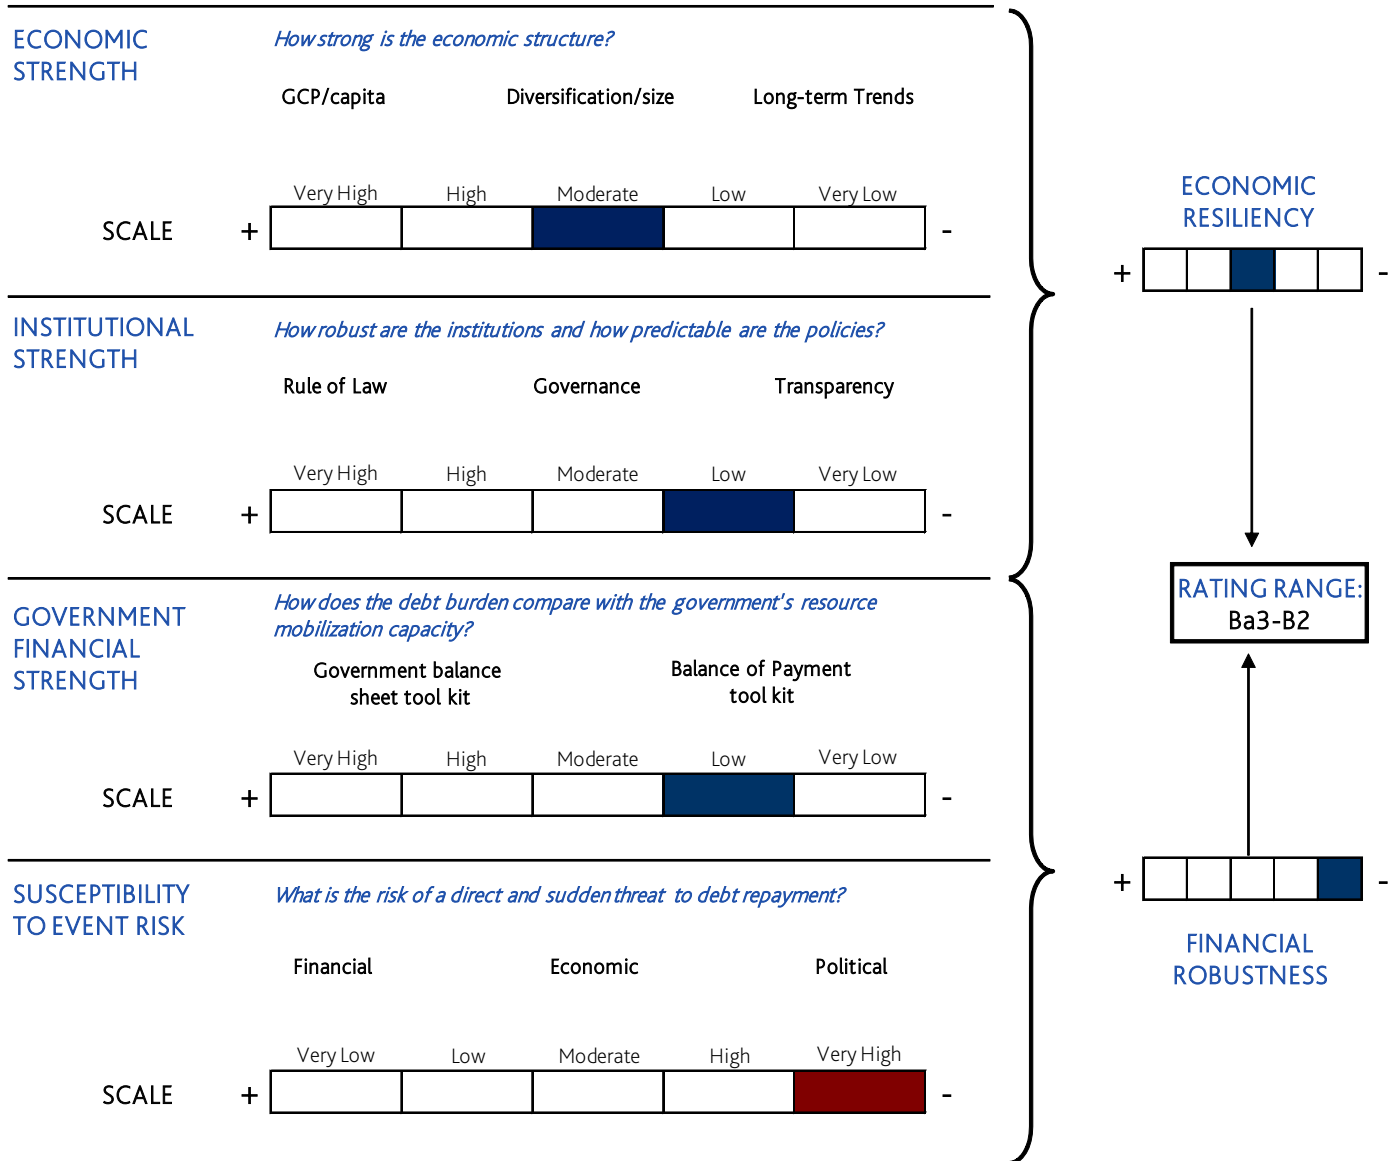 ECONOMIC
STRENGTH
How strong is the economic structure?
GCP/capita Diversification/size Long-term Trends
Very High High Moderate Low Very Low
SCALE + -
INSTITUTIONAL
STRENGTH
How robust are the institutions and how predictable are the policies?
Rule of Law Governance Transparency
Very High High Moderate Low Very Low
SCALE + -
GOVERNMENT
FINANCIAL
STRENGTH
How does the debt burden compare with the government's resource
mobilization capacity?
Government balance
sheet tool kit
Balance of Payment
tool kit
Very High High Moderate Low Very Low
SCALE + -
SUSCEPTIBILITY
TO EVENT RISK
What is the risk of a direct and sudden threat to debt repayment?
Financial Economic Political
Very Low Low Moderate High Very High
SCALE + -
ECONOMIC
RESILIENCY
+ -
RATING RANGE:
Ba3-B2
+ -
FINANCIAL
ROBUSTNESS